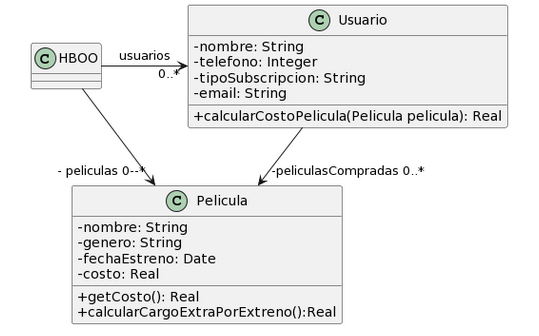 C Usuario
-nombre: String
-telefono: Integer
-tipoSubscripcion: String
-email: String
+calcularCostoPelicula(Pelicula pelicula): Real
C HBOO
usuarios
0..*
- peliculas 0--*
-peliculasCompradas 0..*
C Pelicula
-nombre: String
-genero: String
-fechaEstreno: Date
-costo: Real
+getCosto(): Real
+calcularCargoExtraPorExtreno():Real